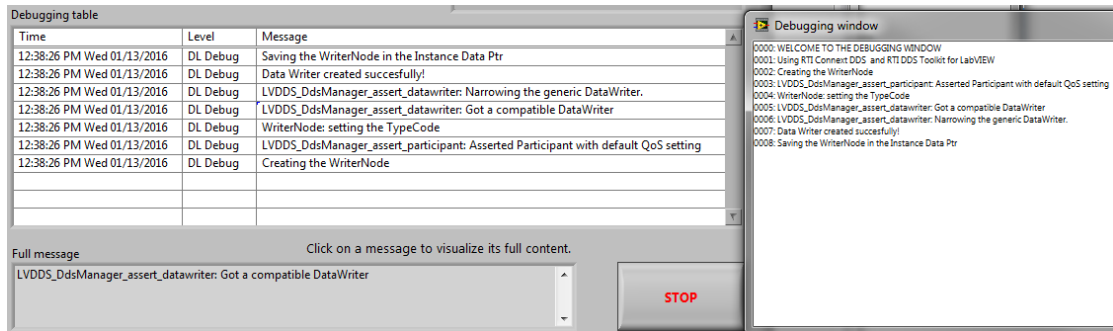 Debugging table
Time Level Message
12:38:26 PM Wed 01/13/2016 DL Debug Saving the WriterNode in the Instance Data Ptr
12:38:26 PM Wed 01/13/2016 DL Debug Data Writer created succesfully!
12:38:26 PM Wed 01/13/2016 DL Debug LVDDS_DdsManager_assert_datawriter: Narrowing the generic DataWriter.
12:38:26 PM Wed 01/13/2016 DL Debug LVDDS_DdsManager_assert_datawriter: Got a compatible DataWriter
12:38:26 PM Wed 01/13/2016 DL Debug WriterNode: setting the TypeCode
12:38:26 PM Wed 01/13/2016 DL Debug LVDDS_DdsManager_assert_participant: Asserted Participant with default QoS setting
12:38:26 PM Wed 01/13/2016 DL Debug Creating the WriterNode
Full message
Click on a message to visualize its full content.
LVDDS_DdsManager_assert_datawriter: Got a compatible DataWriter
STOP
Debugging window
0000: WELCOME TO THE DEBUGGING WINDOW
0001: Using RTI Connext DDS and RTI DDS Toolkit for LabVIEW
0002: Creating the WriterNode
0003: LVDDS_DdsManager_assert_participant: Asserted Participant with default QoS setting
0004: WriterNode: setting the TypeCode
0005: LVDDS_DdsManager_assert_datawriter: Got a compatible DataWriter
0006: LVDDS_DdsManager_assert_datawriter: Narrowing the generic DataWriter.
0007: Data Writer created succesfully!
0008: Saving the WriterNode in the Instance Data Ptr